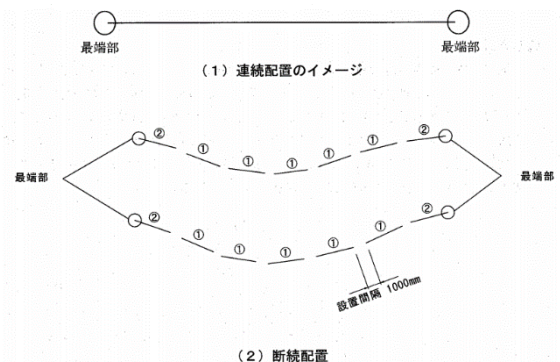 最端部 最端部
(1)連続配置のイメージ
② ① ① ① ① ① ②
最端部 最端部
② ① ① ① ① ① ②
設置間隔 1000mm
(2)断続配置